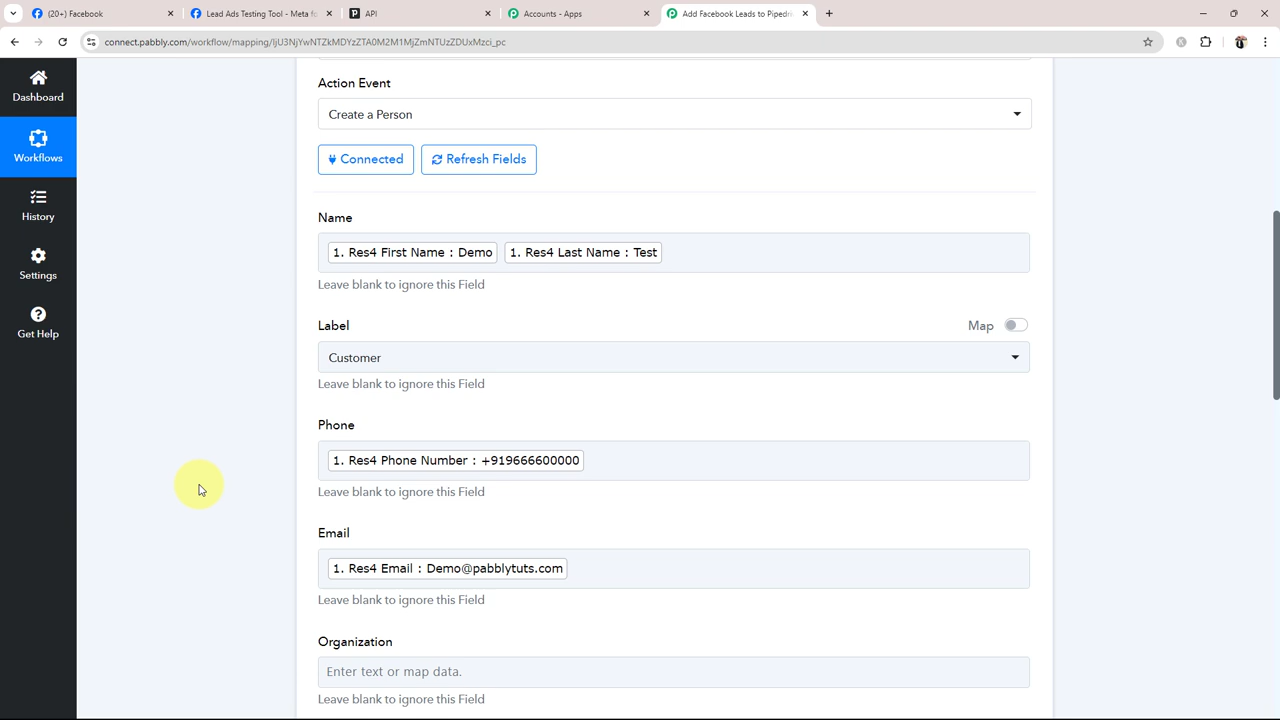 (20+) Facebook
Lead Ads Testing Tool - Meta fo
API
Accounts - Apps
Add Facebook Leads to Pipedri
connect.pabbly.com/workflow/mapping/IjU3NjYwNTZkMDYzZTA0M2M1MjZmNTUzZDUxMzci_pc
Dashboard
Workflows
History
Settings
Get Help
Action Event
Create a Person
Connected
Refresh Fields
Name
1. Res4 First Name : Demo 1. Res4 Last Name : Test
Leave blank to ignore this Field
Label
Map
Customer
Leave blank to ignore this Field
Phone
1. Res4 Phone Number : +919666600000
Leave blank to ignore this Field
Email
1. Res4 Email : Demo@pabblytuts.com
Leave blank to ignore this Field
Organization
Enter text or map data.
Leave blank to ignore this Field